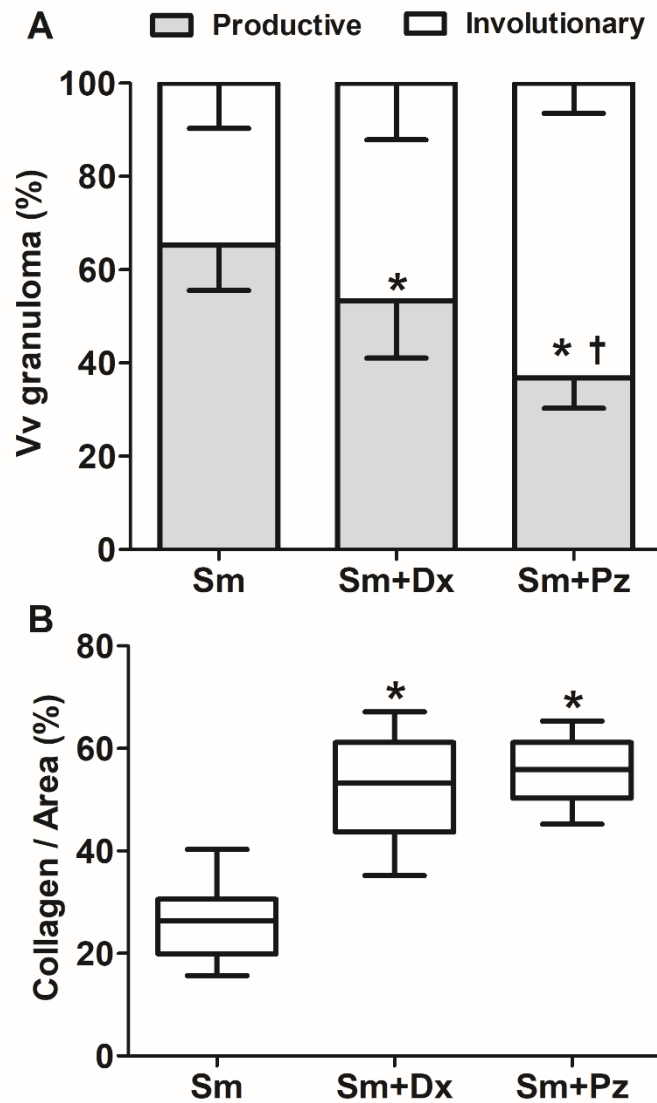 A
Productive Involutionary
Vv granuloma (%)
100
80
60
40
20
0
*
* †
Sm Sm+Dx Sm+Pz
B
Collagen / Area (%)
80
60
40
20
0
* *
Sm Sm+Dx Sm+Pz